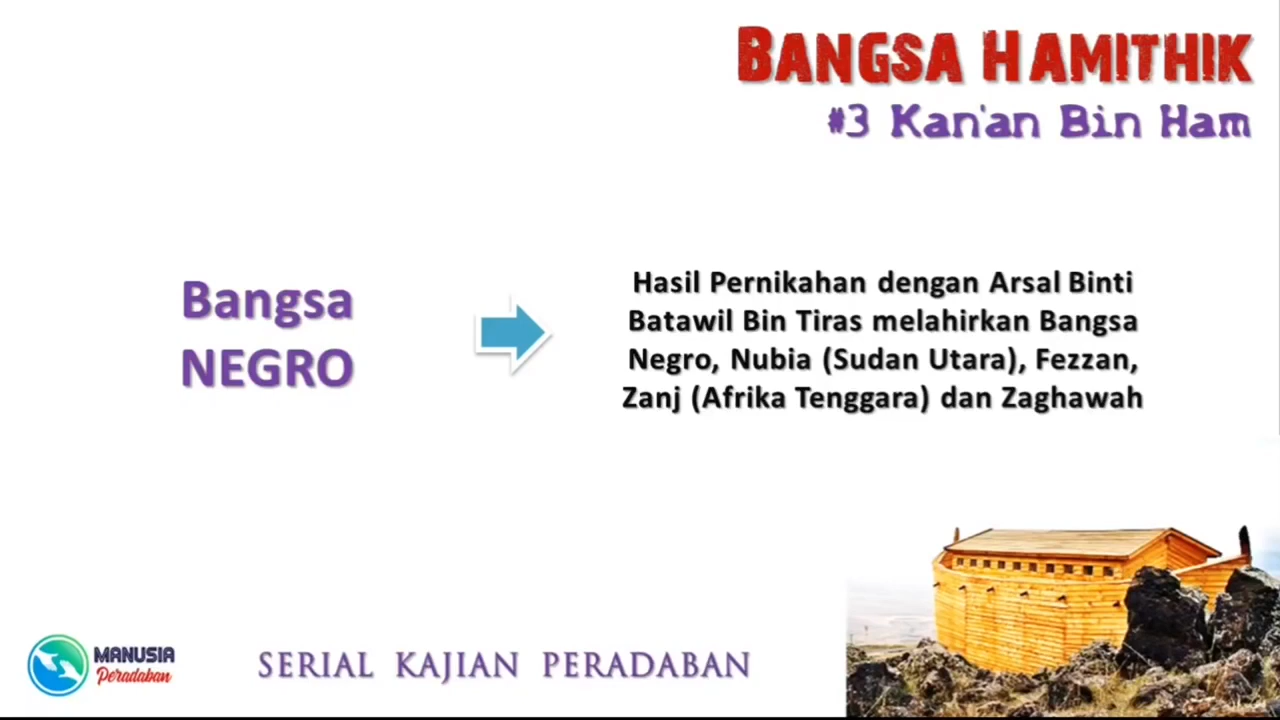 BANGSA HAMITHIK
#3 Kan'an Bin Ham
Bangsa
NEGRO
Hasil Pernikahan dengan Arsal Binti
Batawil Bin Tiras melahirkan Bangsa
Negro, Nubia (Sudan Utara), Fezzan,
Zanj (Afrika Tenggara) dan Zaghawah
MANUSIA
Peradaban
SERIAL KAJIAN PERADABAN